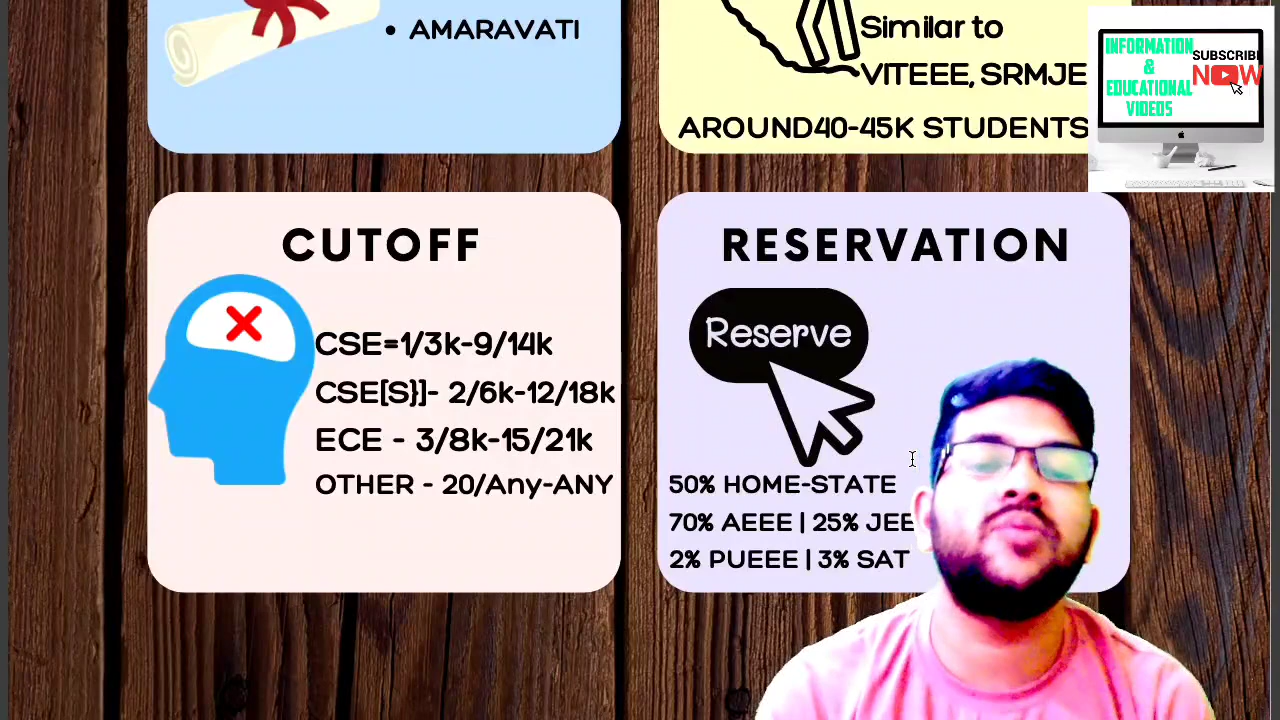 • AMARAVATI
Similar to
VITEEE, SRMJE
AROUND40-45K STUDENTS
INFORMATION
&
EDUCATIONAL
VIDEOS
SUBSCRIBE
NOW
CUTOFF
CSE=1/3k-9/14k
CSE[S}]- 2/6k-12/18k
ECE - 3/8k-15/21k
OTHER - 20/Any-ANY
RESERVATION
Reserve
50% HOME-STATE
70% AEEE | 25% JEE
2% PUEEE | 3% SAT